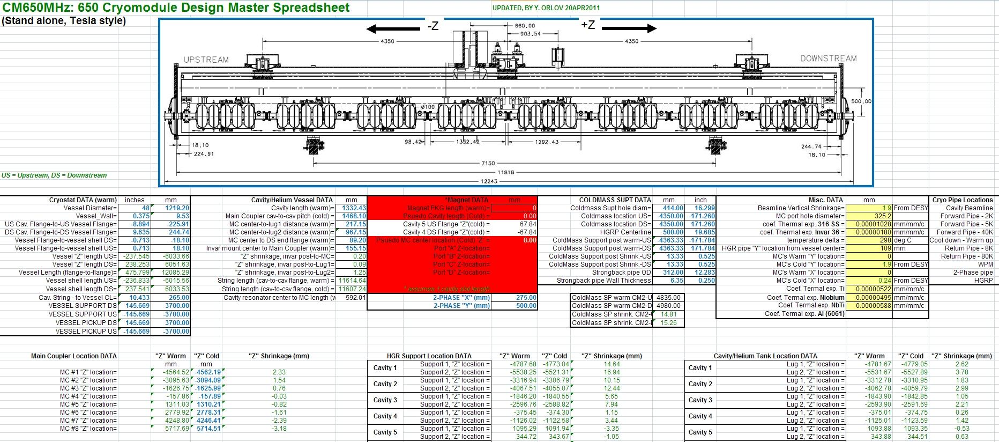 CM650MHz: 650 Cryomodule Design Master Spreadsheet
UPDATED, BY Y. ORLOV 20APR2011
(Stand alone, Tesla style)
-Z
660.00
+Z
903.54
4350
4350
UPSTREAM
DOWNSTREAM
500.00
ø100
98.42
1352.42
1292.43
18.10
224.91
244.74
18.10
7150
11818
12243
US = Upstream, DS = Downstream
Cryostat DATA (warm) inches mm
Vessel Diameter= 48 1219.20
Vessel_Wall= 0.375 9.53
US Cav. Flange-to-US Vessel Flange= -8.894 -225.91
DS Cav. Flange-to-DS Vessel Flange= 9.635 244.74
Vessel Flange-to-vessel shell DS= -0.713 -18.10
Vessel Flange-to-vessel shell US= 0.713 18.10
Vessel "Z" length US= -237.545 -6033.66
Vessel "Z" length DS= 238.253 6051.63
Vessel Length (flange-to-flange)= 475.799 12085.29
Vessel shell length US= -236.833 -6015.56
Vessel shell length DS= 237.541 6033.53
Cav. String - to Vessel CL= 10.433 265.00
VESSEL SUPPORT DS 145.669 3700.00
VESSEL SUPPORT US -145.669 -3700.00
VESSEL PICKUP DS 145.669 3700.00
VESSEL PICKUP US -145.669 -3700.00
Cavity/Helium Vessel DATA mm
Cavity length (warm)= 1332.43
Main Coupler cav-to-cav pitch (cold) = 1468.10
MC center-to-lug1 distance (warm)= 217.15
MC center-to-lug2 distance (warm)= 967.15
MC center to DS end flange (warm)= 89.20
Invar mount center to Main Coupler (warm)= 155.15
"Z" shrinkage, invar post-to-MC= 0.20
"Z" shrinkage, invar post-to-Lug1= 0.09
"Z" shrinkage, invar post-to-Lug2= 1.25
String length (cav-to-cav flange, warm) = 11614.64
String length (cav-to-cav flange, cold) = 11607.24
Cavity resonator center to MC length (w 592.01
*Magnet DATA mm
Magnet PKG length (warm)= 0
Psuedo Cavity length (Cold) = 0.00
Cavity 5 US Flange "Z"(cold) = 67.84
Cavity 4 DS Flange "Z"(cold) = -67.84
Psuedo MC center location (Cold) "Z" = 0.00
Port "A" Z-location=
Port "B" Z-location=
Port "C" Z-location=
Port "D" Z-location=
* assumes 1 cavity slot length
2-PHASE "X" (mm) 275.00
2-PHASE "Y" (mm) 500.00
COLDMASS SUPT DATA mm inch
Coldmass Supt hole diam= 414.00 16.299
Coldmass location US= -4350.00 -171.260
Coldmass location DS= 4350.00 171.260
HGRP Centerline 500.00 19.685
ColdMass Support post warm-US -4363.33 -171.784
ColdMass Support post warm-DS 4363.33 171.784
ColdMass Support post Shrink.-US 13.33 0.525
ColdMass Support post Shrink.-DS 13.33 0.525
Strongback pipe OD 312.00 12.283
Strongback pipe Wall Thickness 6.35 0.250
ColdMass SP warm CM2-U 4835.00
ColdMass SP warm CM2-D 4980.00
ColdMass SP shrink. CM2-U 14.81
ColdMass SP shrink. CM2-D 15.26
Misc. DATA mm
Beamline Vertical Shrinkage= 1.9 From DESY
MC port hole diameter= 325.2
coef. Thermal exp. 316 SS = 0.00001028 mm/mm/c
coef. Thermal exp. Invar 36 = 0.00000180 mm/mm/c
temperature delta = 298 deg C
HGR pipe "Y" location from vessel center= 109 mm
MC's Warm "Y" location= 0
MC's Cold "Y" location= 1.9 From DESY
MC's Warm "X" location= 0
MC's Cold "X" location= 0.24 From DESY
Coef. Termal exp. Ti 0.00000522 mm/mm/c
Coef. Termal exp. Niobium 0.00000495 mm/mm/c
Coef. Termal exp. NbTi 0.00000588 mm/mm/c
Coef. Termal exp. Al (6061)
Cryo Pipe Locations
Cavity Beamline
Forward Pipe - 2K
Forward Pipe - 5K
Forward Pipe - 40K
Cool down - Warm up
Return Pipe - 8K
Return Pipe - 80K
WPM
2-Phase pipe
HGRP
Main Coupler Location DATA "Z" Warm "Z" Cold "Z" Shrinkage (mm)
mm mm
MC #1 "Z" location= -4564.52 -4562.19 2.33
MC #2 "Z" location= -3095.63 -3094.09 1.54
MC #3 "Z" location= -1626.75 -1625.99 0.76
MC #4 "Z" location= -157.86 -157.89 -0.03
MC #5 "Z" location= 1311.03 1310.21 -0.82
MC #6 "Z" location= 2779.92 2778.31 -1.61
MC #7 "Z" location= 4248.80 4246.41 -2.39
MC #8 "Z" location= 5717.69 5714.51 -3.18
HGR Support Location DATA "Z" Warm "Z" Cold "Z" Shrinkage (mm)
Cavity 1 Support 1, "Z" location = -4787.68 -4773.04 14.64
Support 2, "Z" location = -5538.25 -5521.31 16.94
Cavity 2 Support 1, "Z" location = -3316.94 -3306.79 10.15
Support 2, "Z" location = -4067.51 -4055.07 12.44
Cavity 3 Support 1, "Z" location = -1846.20 -1840.55 5.65
Support 2, "Z" location = -2596.76 -2588.82 7.94
Cavity 4 Support 1, "Z" location = -375.45 -374.30 1.15
Support 2, "Z" location = -1126.02 -1122.58 3.44
Cavity 5 Support 1, "Z" location = 1095.29 1091.94 -3.35
Support 2, "Z" location = 344.72 343.67 -1.05
Cavity/Helium Tank Location DATA "Z" Warm "Z" Cold "Z" Shrinkage (mm)
Cavity 1 Lug 1, "Z" location = -4781.67 -4779.05 2.62
Lug 2, "Z" location = -5531.67 -5527.89 3.78
Cavity 2 Lug 1, "Z" location = -3312.78 -3310.95 1.83
Lug 2, "Z" location = -4062.78 -4059.79 2.99
Cavity 3 Lug 1, "Z" location = -1843.90 -1842.85 1.05
Lug 2, "Z" location = -2593.90 -2591.69 2.21
Cavity 4 Lug 1, "Z" location = -375.01 -374.75 0.26
Lug 2, "Z" location = -1125.01 -1123.59 1.42
Cavity 5 Lug 1, "Z" location = 1093.88 1093.35 -0.53
Lug 2, "Z" location = 343.88 344.51 0.63